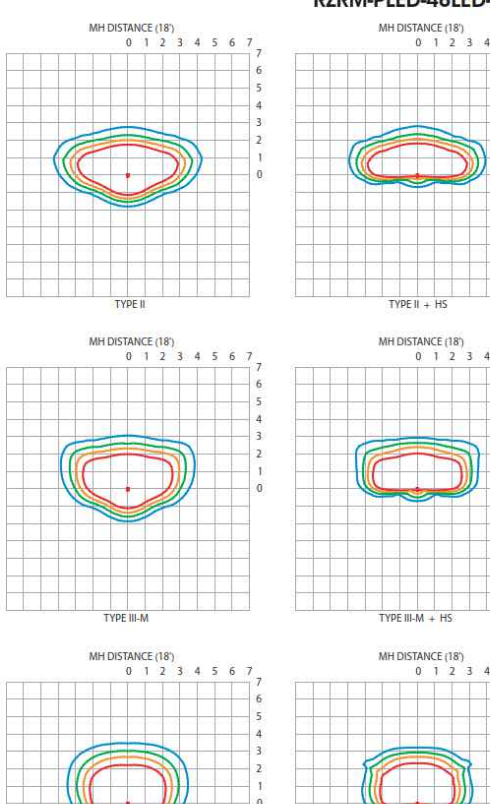 RZRM-PLED-48LED-
MH DISTANCE (18') MH DISTANCE (18')
0 1 2 3 4 5 6 7 0 1 2 3 4
7
6
5
4
3
2
1
0
TYPE II TYPE II + HS
MH DISTANCE (18') MH DISTANCE (18')
0 1 2 3 4 5 6 7 0 1 2 3 4
7
6
5
4
3
2
1
0
TYPE III-M TYPE III-M + HS
MH DISTANCE (18') MH DISTANCE (18')
0 1 2 3 4 5 6 7 0 1 2 3 4
7
6
5
4
3
2
1
0